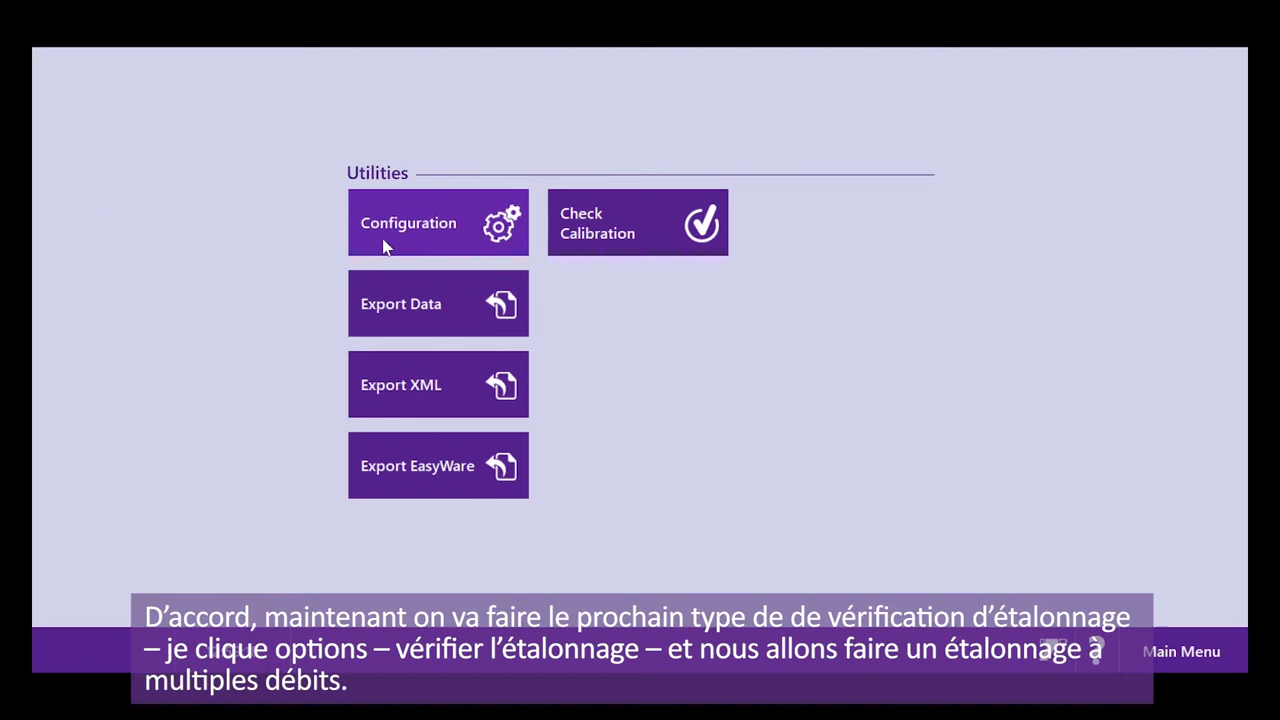 Utilities
Configuration
Check
Calibration
Export Data
Export XML
Export EasyWare
D’accord, maintenant on va faire le prochain type de de vérification d’étalonnage
– je clique options – vérifier l’étalonnage – et nous allons faire un étalonnage à
multiples débits.
Main Menu